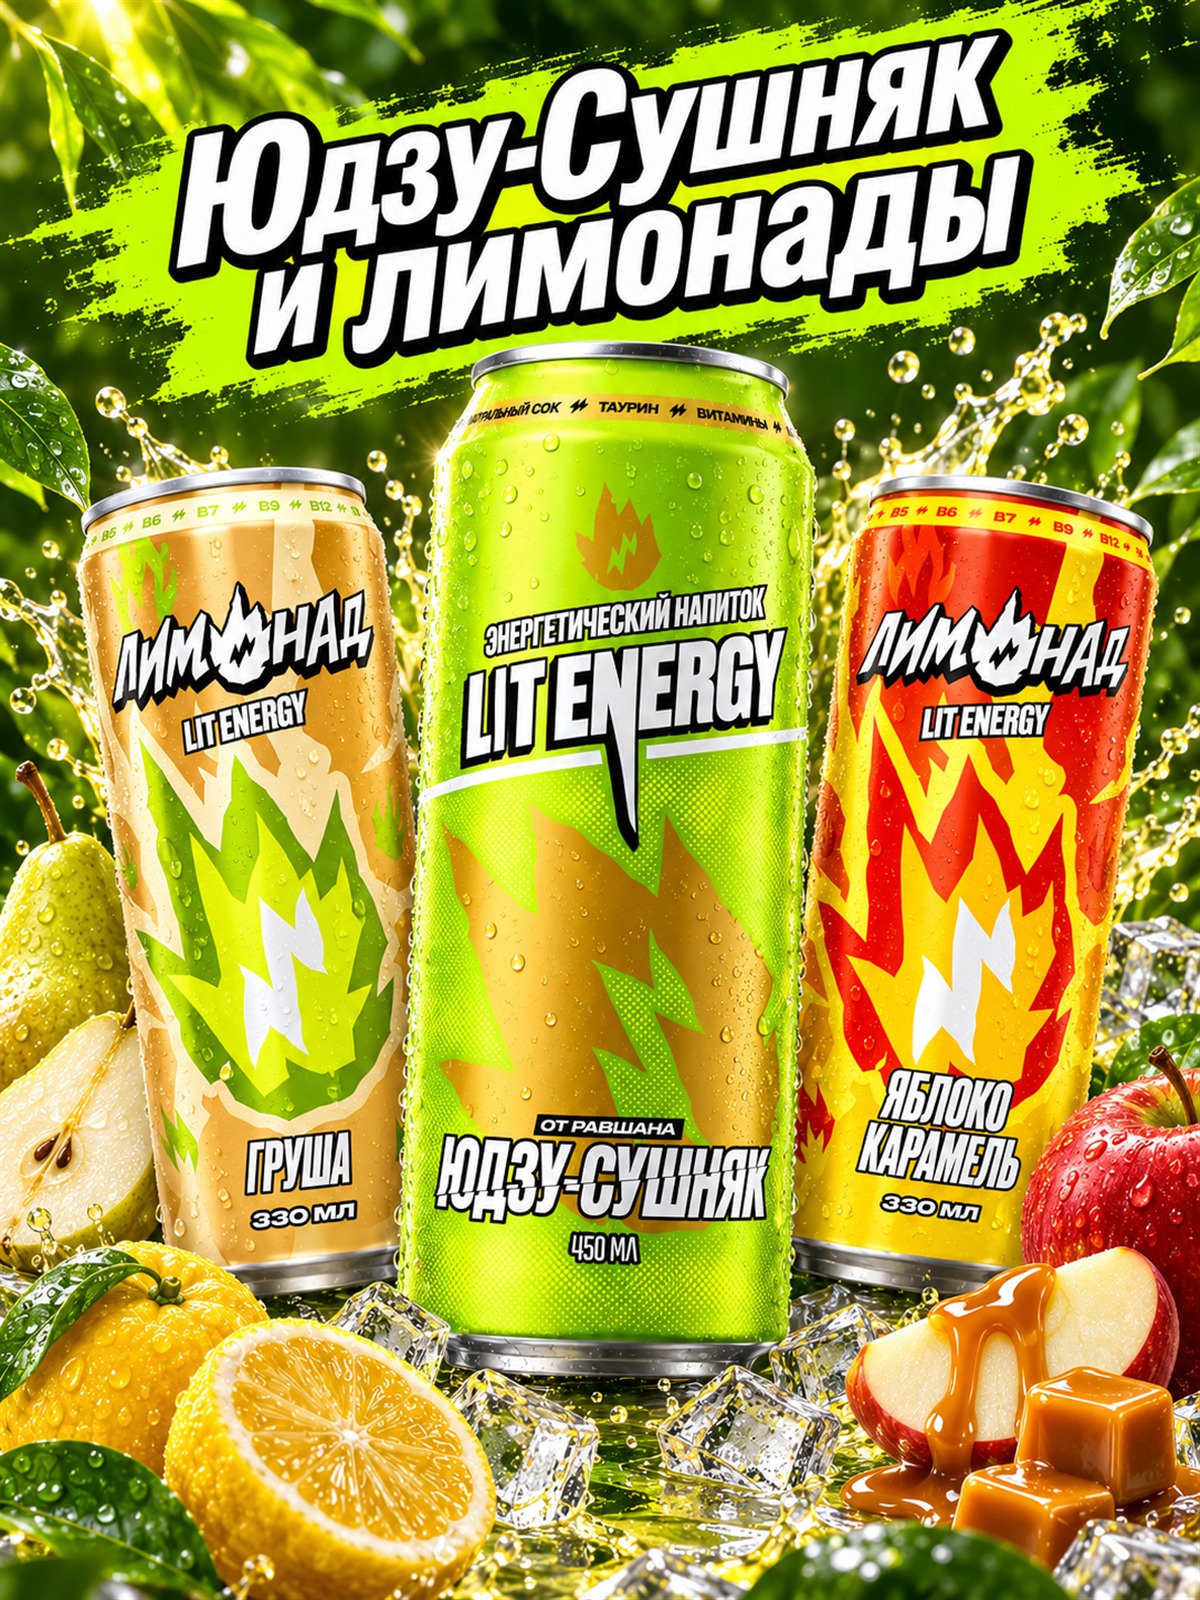 Юдзу-Сушняк
и лимонады
СОК ТАУРИН ВИТАМИНЫ
ЭНЕРГЕТИЧЕСКИЙ НАПИТОК
LIT ENERGY
ОТ РАВШАНА
ЮДЗУ-СУШНЯК
450 МЛ
B5 B6 B7 B9 B12
ЛИМОНАД
LIT ENERGY
ГРУША
330 МЛ
B5 B6 B7 B9 B12
ЛИМОНАД
LIT ENERGY
ЯБЛОКО
КАРАМЕЛЬ
330 МЛ